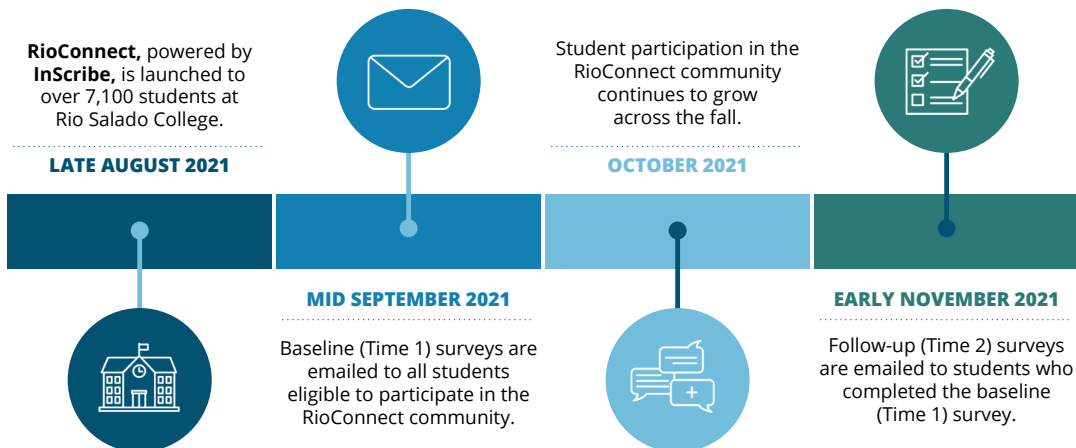 RioConnect, powered by
InScribe, is launched to
over 7,100 students at
Rio Salado College.
LATE AUGUST 2021
MID SEPTEMBER 2021
Baseline (Time 1) surveys are
emailed to all students
eligible to participate in the
RioConnect community.
Student participation in the
RioConnect community
continues to grow
across the fall.
OCTOBER 2021
EARLY NOVEMBER 2021
Follow-up (Time 2) surveys
are emailed to students who
completed the baseline
(Time 1) survey.